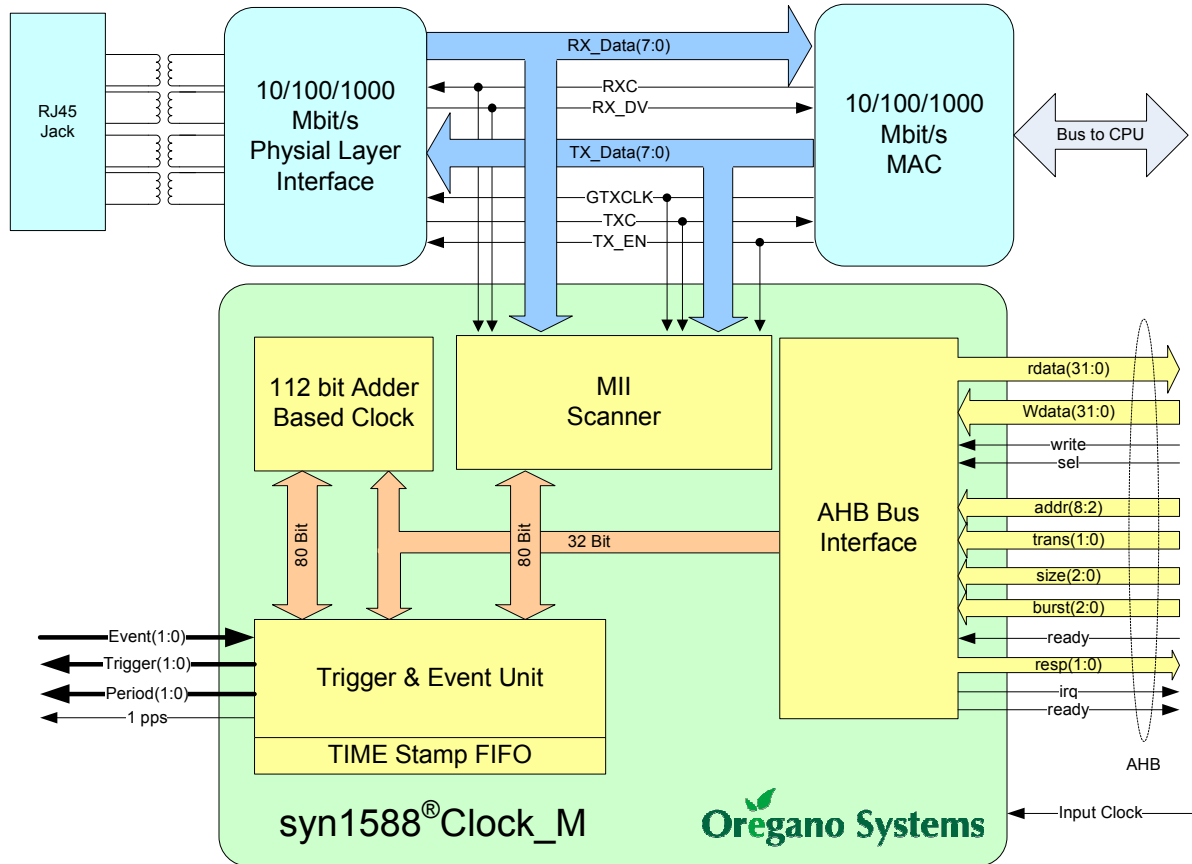 RJ45
Jack
10/100/1000
Mbit/s
Physial Layer
Interface
RX_Data(7:0)
RXC
RX_DV
TX_Data(7:0)
GTXCLK
TXC
TX_EN
10/100/1000
Mbit/s
MAC
Bus to CPU
112 bit Adder
Based Clock
MII
Scanner
AHB Bus
Interface
80 Bit
80 Bit
32 Bit
rdata(31:0)
Wdata(31:0)
write
sel
addr(8:2)
trans(1:0)
size(2:0)
burst(2:0)
ready
resp(1:0)
irq
ready
AHB
Event(1:0)
Trigger(1:0)
Period(1:0)
1 pps
Trigger & Event Unit
TIME Stamp FIFO
syn1588®Clock_M
Oregano Systems
Input Clock